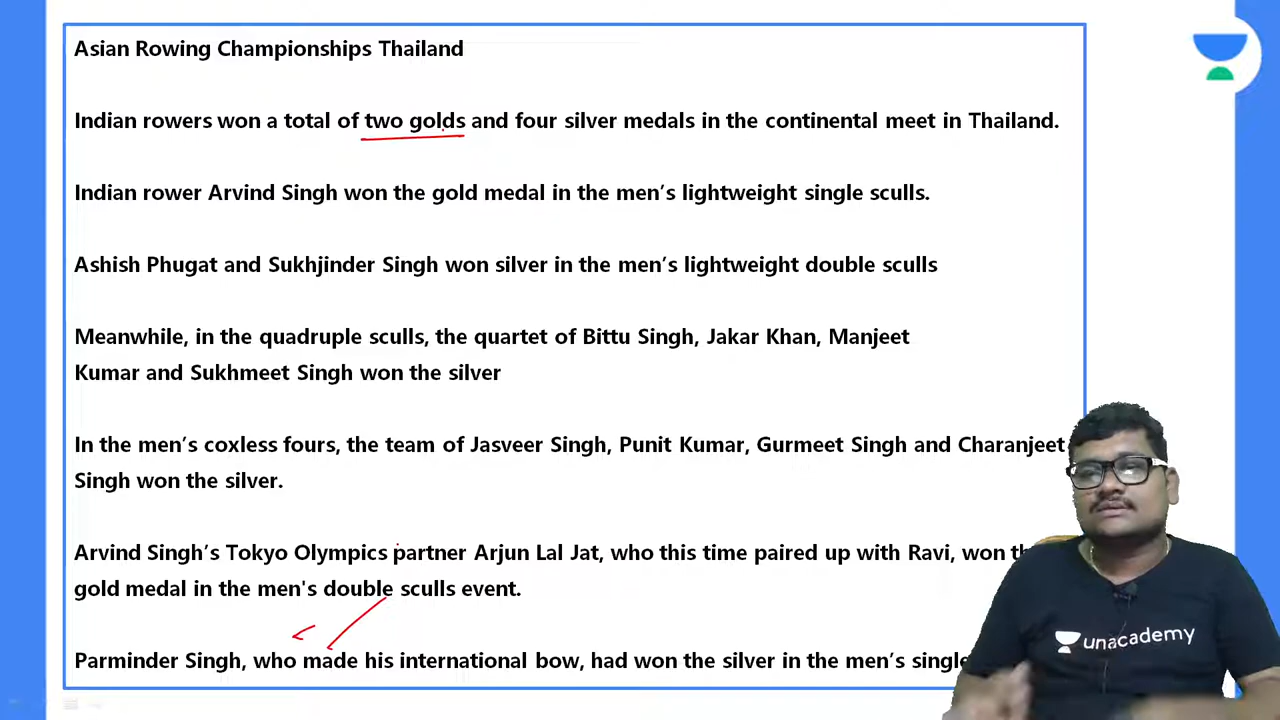 Asian Rowing Championships Thailand
Indian rowers won a total of two golds and four silver medals in the continental meet in Thailand.
Indian rower Arvind Singh won the gold medal in the men’s lightweight single sculls.
Ashish Phugat and Sukhjinder Singh won silver in the men’s lightweight double sculls
Meanwhile, in the quadruple sculls, the quartet of Bittu Singh, Jakar Khan, Manjeet
Kumar and Sukhmeet Singh won the silver
In the men’s coxless fours, the team of Jasveer Singh, Punit Kumar, Gurmeet Singh and Charanjeet
Singh won the silver.
Arvind Singh’s Tokyo Olympics partner Arjun Lal Jat, who this time paired up with Ravi, won
gold medal in the men's double sculls event.
Parminder Singh, who made his international bow, had won the silver in the men’s single
unacademy